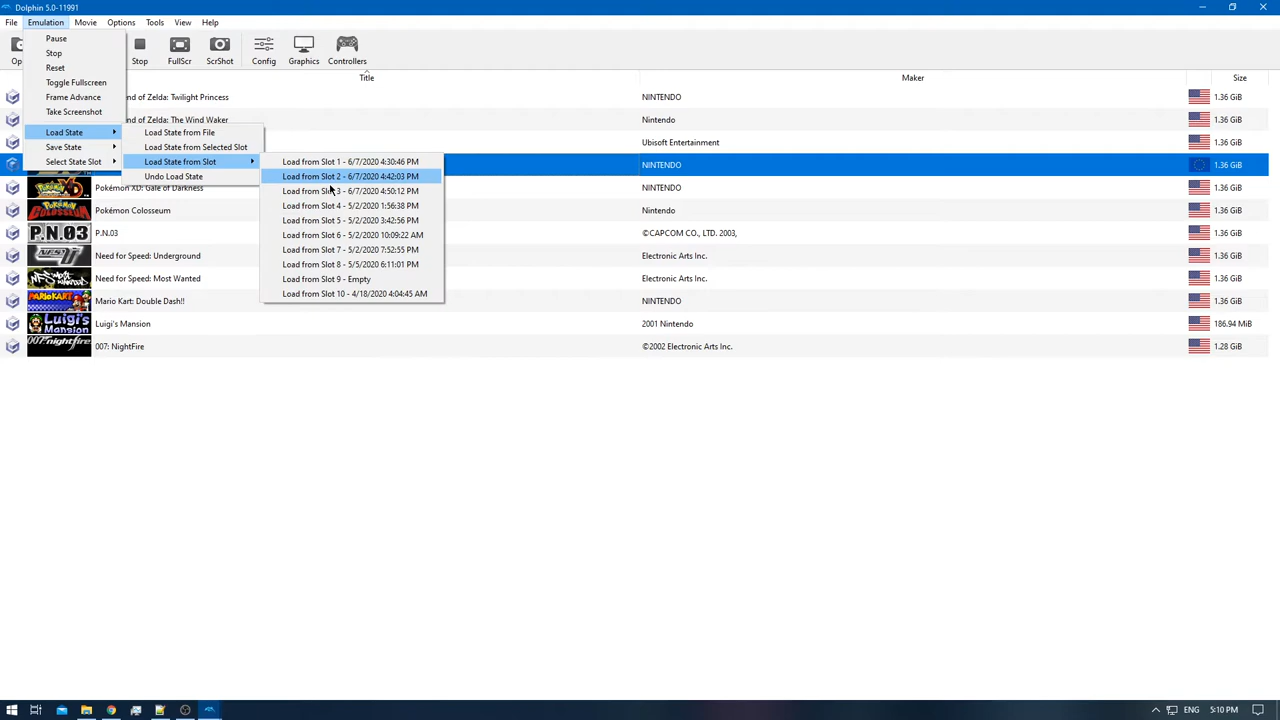 Dolphin 5.0-11991
File Emulation Movie Options Tools View Help
Pause
Stop
Reset
Toggle Fullscreen
Frame Advance
Take Screenshot
Load State
Save State
Select State Slot
Load State from File
Load State from Selected Slot
Load State from Slot
Undo Load State
Load from Slot 1 - 6/7/2020 4:30:46 PM
Load from Slot 2 - 6/7/2020 4:42:03 PM
Load from Slot 3 - 6/7/2020 4:50:12 PM
Load from Slot 4 - 5/2/2020 1:56:38 PM
Load from Slot 5 - 5/2/2020 3:42:56 PM
Load from Slot 6 - 5/2/2020 10:09:22 AM
Load from Slot 7 - 5/2/2020 7:52:55 PM
Load from Slot 8 - 5/5/2020 6:11:01 PM
Load from Slot 9 - Empty
Load from Slot 10 - 4/18/2020 4:04:45 AM
Op Stop FullScr ScrShot Config Graphics Controllers
Title Maker Size
nd of Zelda: Twilight Princess NINTENDO 1.36 GiB
nd of Zelda: The Wind Waker Nintendo 1.36 GiB
Ubisoft Entertainment 1.36 GiB
NINTENDO 1.36 GiB
Pokémon XD: Gale of Darkness NINTENDO 1.36 GiB
Pokémon Colosseum Nintendo 1.36 GiB
P.N.03 P.N.03 ©CAPCOM CO., LTD. 2003, 1.36 GiB
Need for Speed: Underground Electronic Arts Inc. 1.36 GiB
Need for Speed: Most Wanted Electronic Arts Inc. 1.36 GiB
MARIOKART Mario Kart: Double Dash!! NINTENDO 1.36 GiB
LUIGI'S MANSION Luigi's Mansion 2001 Nintendo 186.94 MiB
007:nightfire 007: NightFire ©2002 Electronic Arts Inc. 1.28 GiB
ENG 5:10 PM